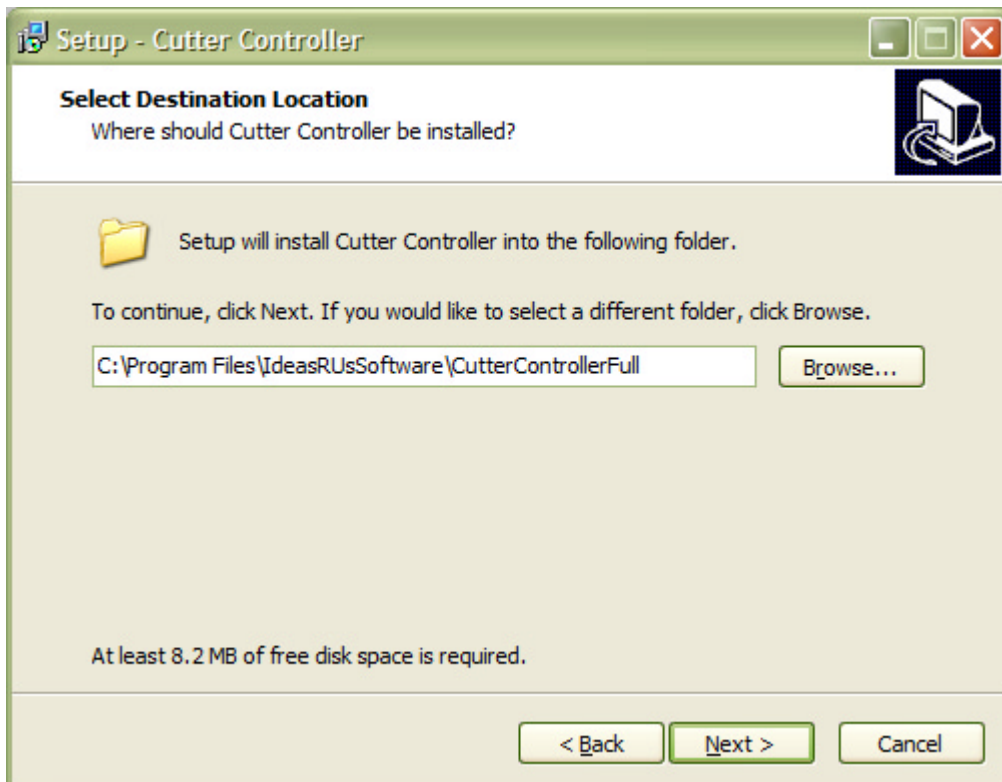 Setup - Cutter Controller
Select Destination Location
Where should Cutter Controller be installed?
Setup will install Cutter Controller into the following folder.
To continue, click Next. If you would like to select a different folder, click Browse.
C:\Program Files\IdeasRUsSoftware\CutterControllerFull
Browse...
At least 8.2 MB of free disk space is required.
< Back
Next >
Cancel